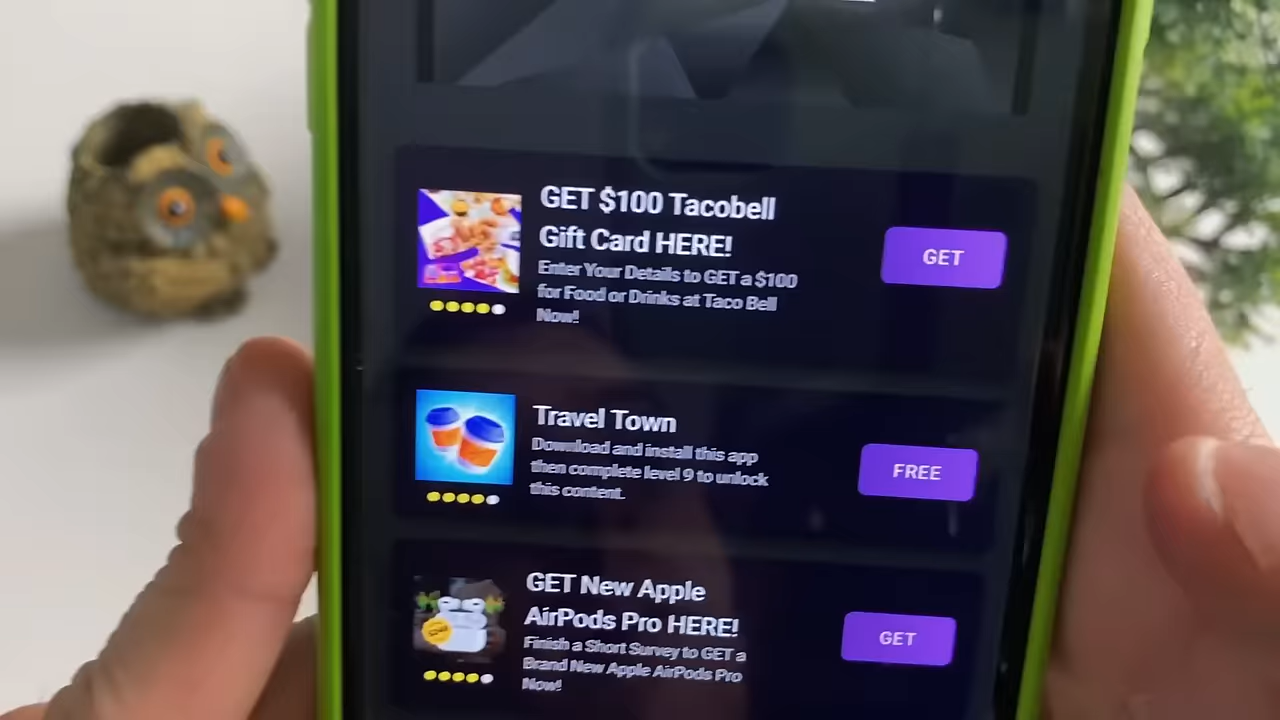 GET $100 Tacobell
Gift Card HERE!
Enter Your Details to GET a $100
for Food or Drinks at Taco Bell
Now!
GET
Travel Town
Download and install this app
then complete level 9 to unlock
this content.
FREE
GET New Apple
AirPods Pro HERE!
Finish a Short Survey to GET a
Brand New Apple AirPods Pro
Now!
GET